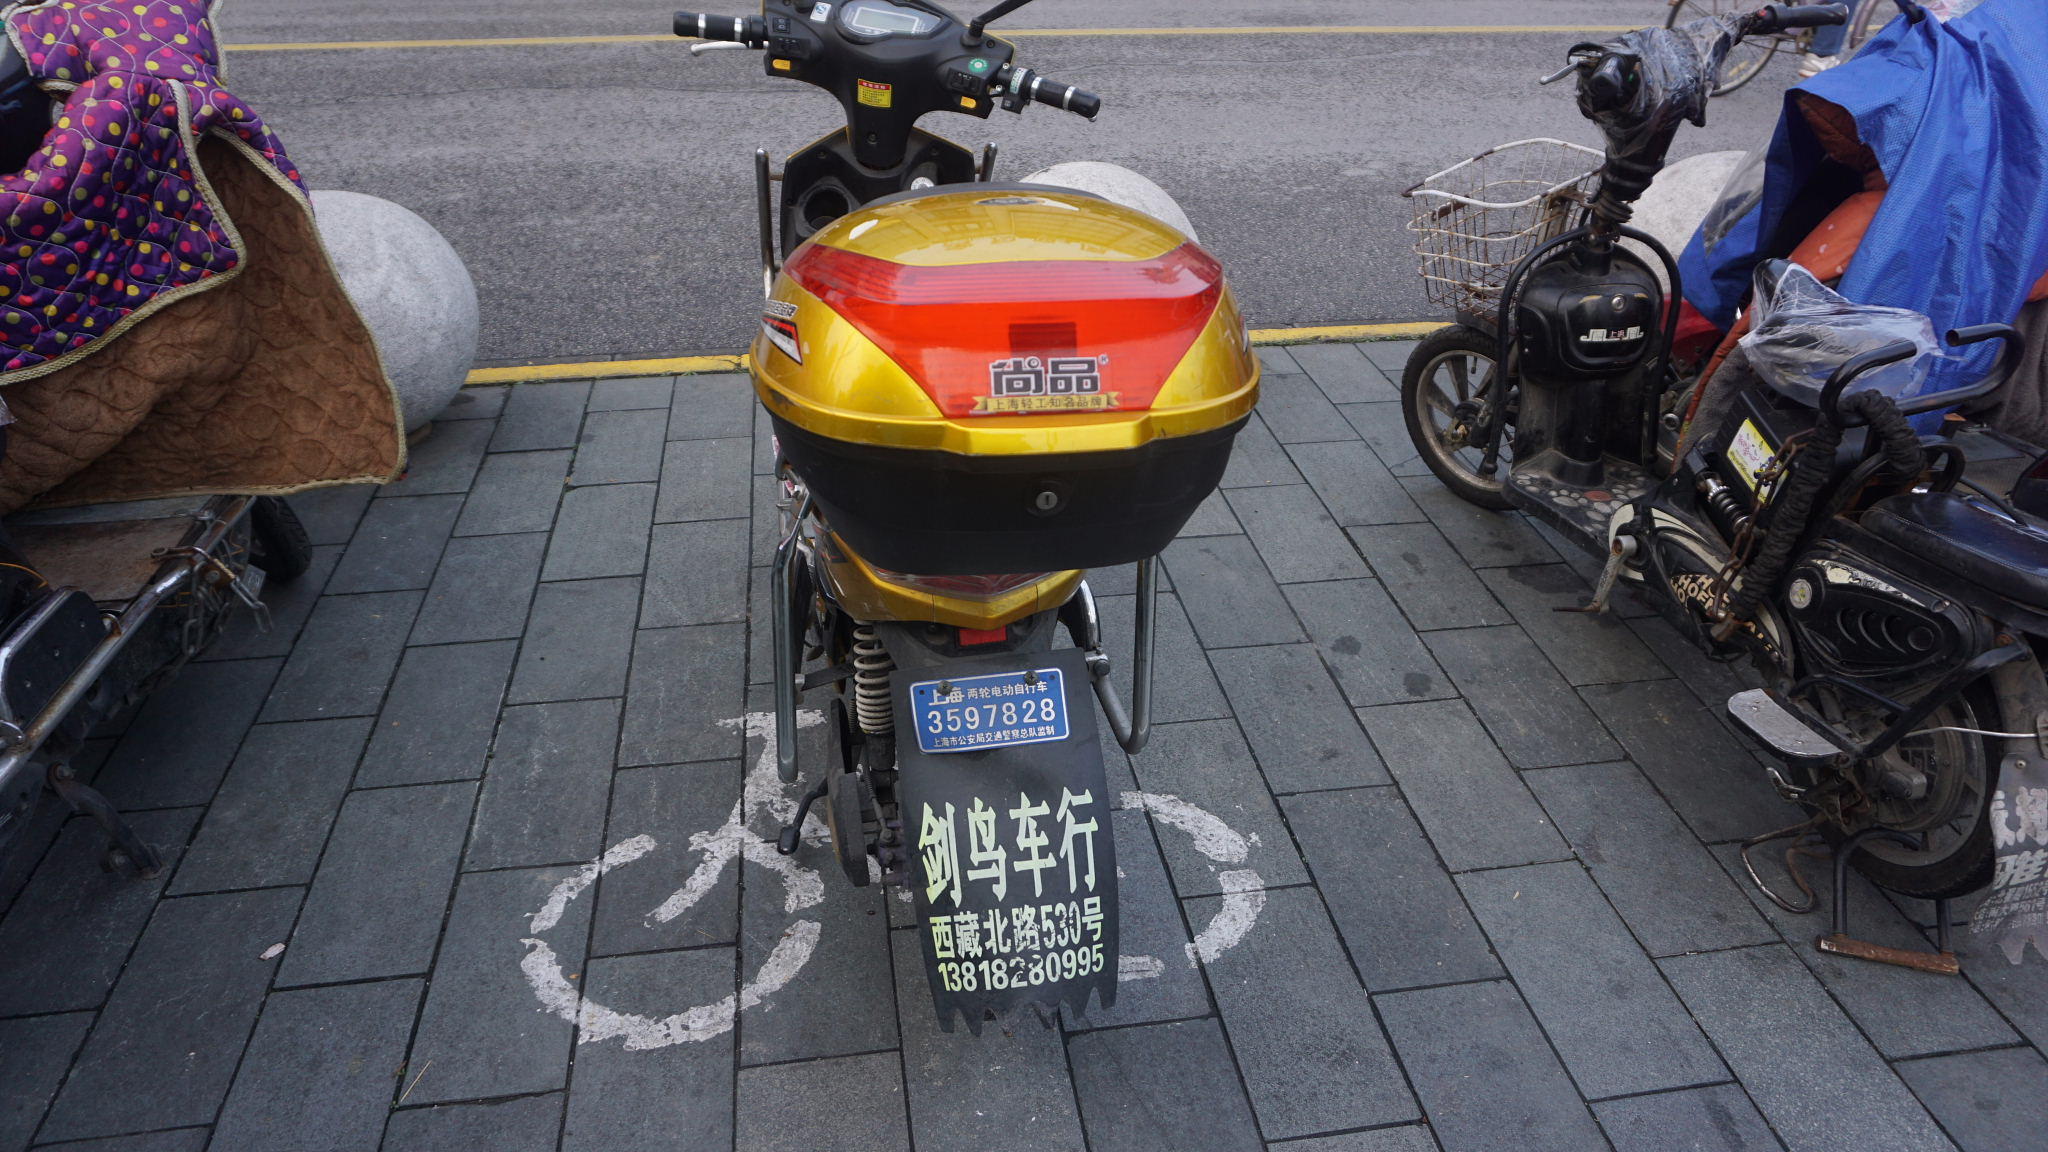 尚品®
上海轻工知名品牌
上海 两轮电动自行车
3597828
上海市公安局交通警察总队监制
剑鸟车行
西藏北路530号
13818280995
上海